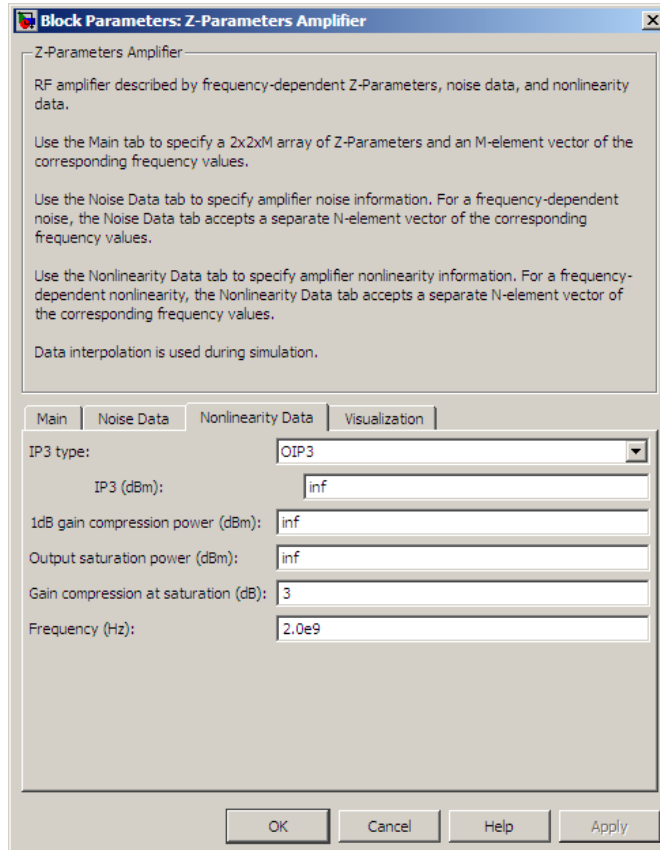 Block Parameters: Z-Parameters Amplifier
Z-Parameters Amplifier
RF amplifier described by frequency-dependent Z-Parameters, noise data, and nonlinearity
data.
Use the Main tab to specify a 2x2xM array of Z-Parameters and an M-element vector of the
corresponding frequency values.
Use the Noise Data tab to specify amplifier noise information. For a frequency-dependent
noise, the Noise Data tab accepts a separate N-element vector of the corresponding
frequency values.
Use the Nonlinearity Data tab to specify amplifier nonlinearity information. For a frequency-
dependent nonlinearity, the Nonlinearity Data tab accepts a separate N-element vector of
the corresponding frequency values.
Data interpolation is used during simulation.
Main Noise Data Nonlinearity Data Visualization
IP3 type: OIP3
IP3 (dBm): inf
1dB gain compression power (dBm): inf
Output saturation power (dBm): inf
Gain compression at saturation (dB): 3
Frequency (Hz): 2.0e9
OK Cancel Help Apply